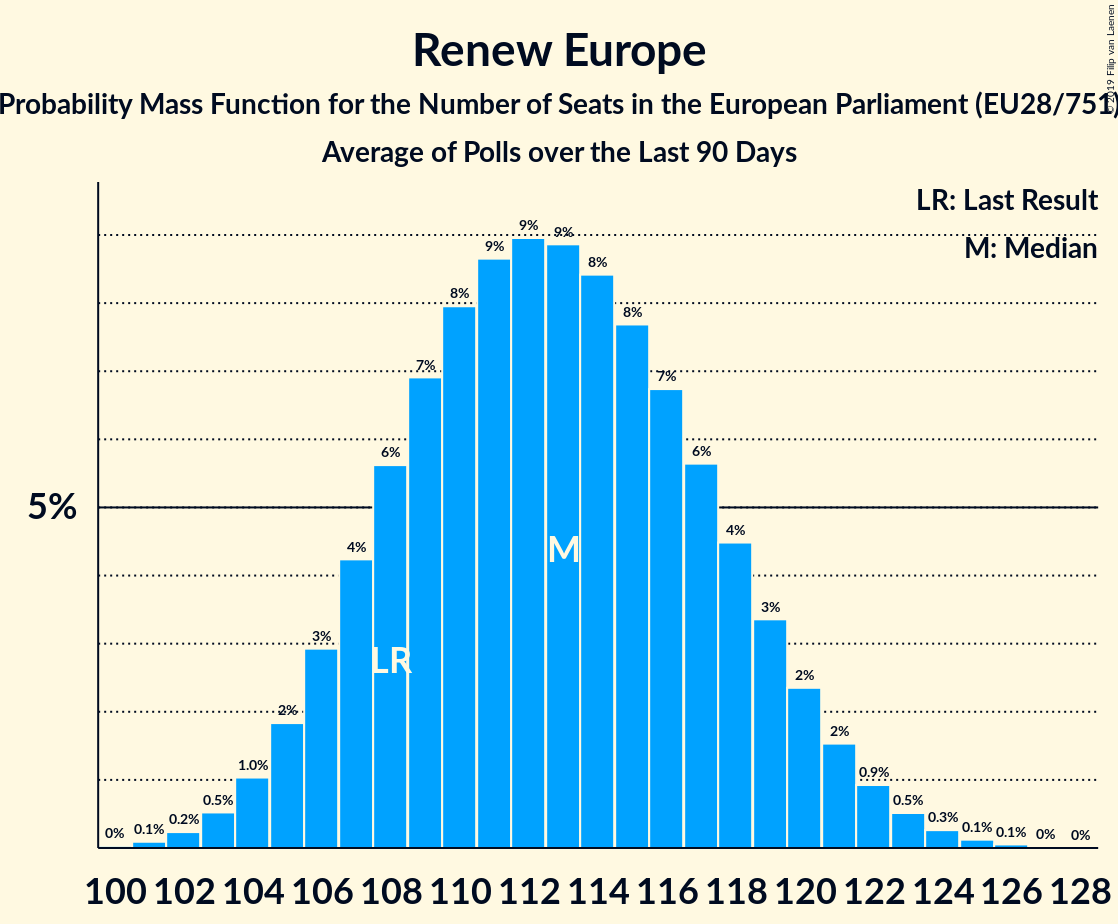 Renew Europe
Probability Mass Function for the Number of Seats in the European Parliament (EU28/751)
Average of Polls over the Last 90 Days
© 2019 Filip van Laenen
LR: Last Result
M: Median
5%
0% 0.1% 0.2% 0.5% 1.0% 2% 3% 4% 6% 7% 8% 9% 9% 9% 8% 8% 7% 6% 4% 3% 2% 2% 0.9% 0.5% 0.3% 0.1% 0.1% 0% 0%
M
LR
100 102 104 106 108 110 112 114 116 118 120 122 124 126 128